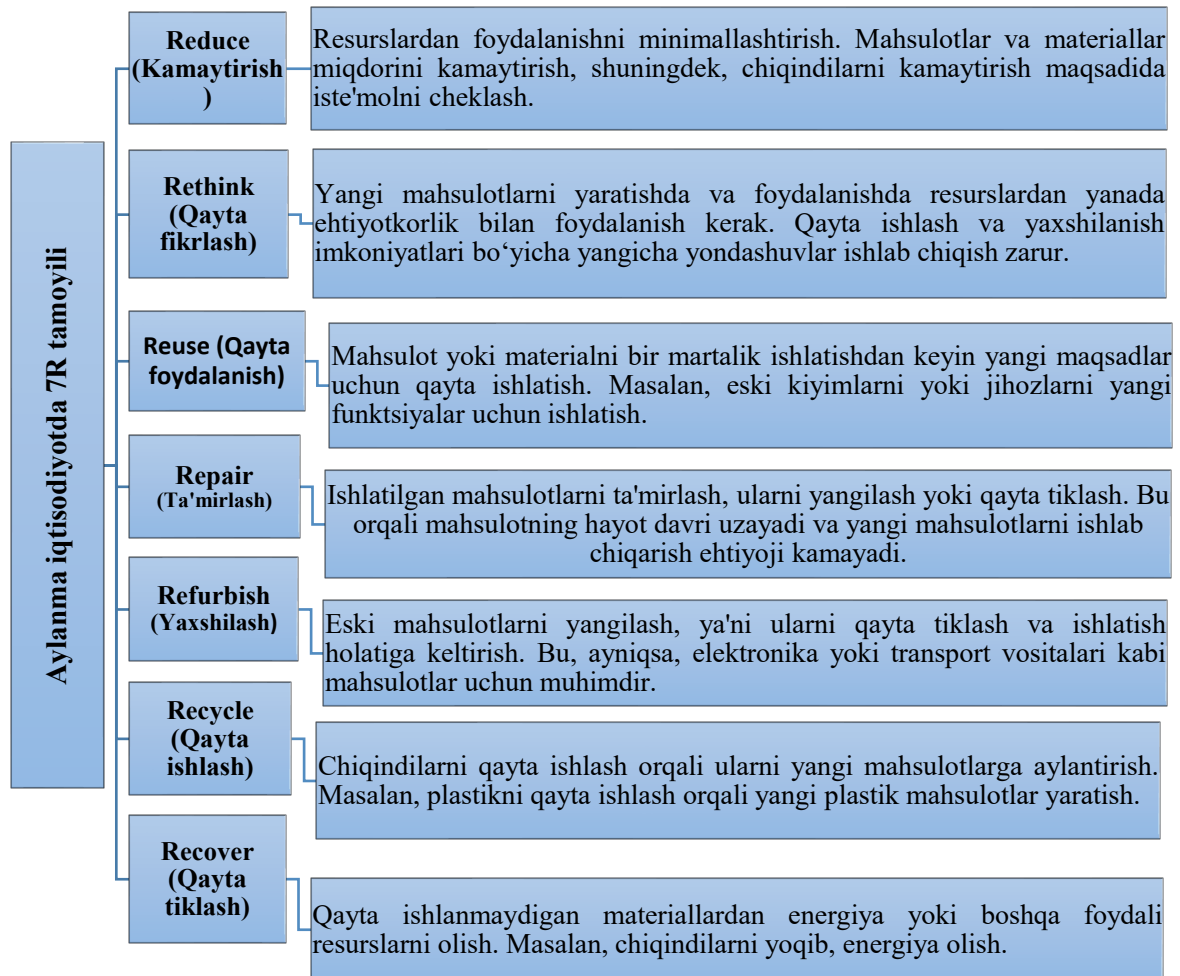 Aylanma iqtisodiyotda 7R tamoyili
Reduce
(Kamaytirish
)
Resurslardan foydalanishni minimallashtirish. Mahsulotlar va materiallar
miqdorini kamaytirish, shuningdek, chiqindilarni kamaytirish maqsadida
iste'molni cheklash.
Rethink
(Qayta
fikrlash)
Yangi mahsulotlarni yaratishda va foydalanishda resurslardan yanada
ehtiyotkorlik bilan foydalanish kerak. Qayta ishlash va yaxshilanish
imkoniyatlari bo‘yicha yangicha yondashuvlar ishlab chiqish zarur.
Reuse (Qayta
foydalanish)
Mahsulot yoki materialni bir martalik ishlatishdan keyin yangi maqsadlar
uchun qayta ishlatish. Masalan, eski kiyimlarni yoki jihozlarni yangi
funktsiyalar uchun ishlatish.
Repair
(Ta'mirlash)
Ishlatilgan mahsulotlarni ta'mirlash, ularni yangilash yoki qayta tiklash. Bu
orqali mahsulotning hayot davri uzayadi va yangi mahsulotlarni ishlab
chiqarish ehtiyoji kamayadi.
Refurbish
(Yaxshilash)
Eski mahsulotlarni yangilash, ya'ni ularni qayta tiklash va ishlatish
holatiga keltirish. Bu, ayniqsa, elektronika yoki transport vositalari kabi
mahsulotlar uchun muhimdir.
Recycle
(Qayta
ishlash)
Chiqindilarni qayta ishlash orqali ularni yangi mahsulotlarga aylantirish.
Masalan, plastikni qayta ishlash orqali yangi plastik mahsulotlar yaratish.
Recover
(Qayta
tiklash)
Qayta ishlanmaydigan materiallardan energiya yoki boshqa foydali
resurslarni olish. Masalan, chiqindilarni yoqib, energiya olish.